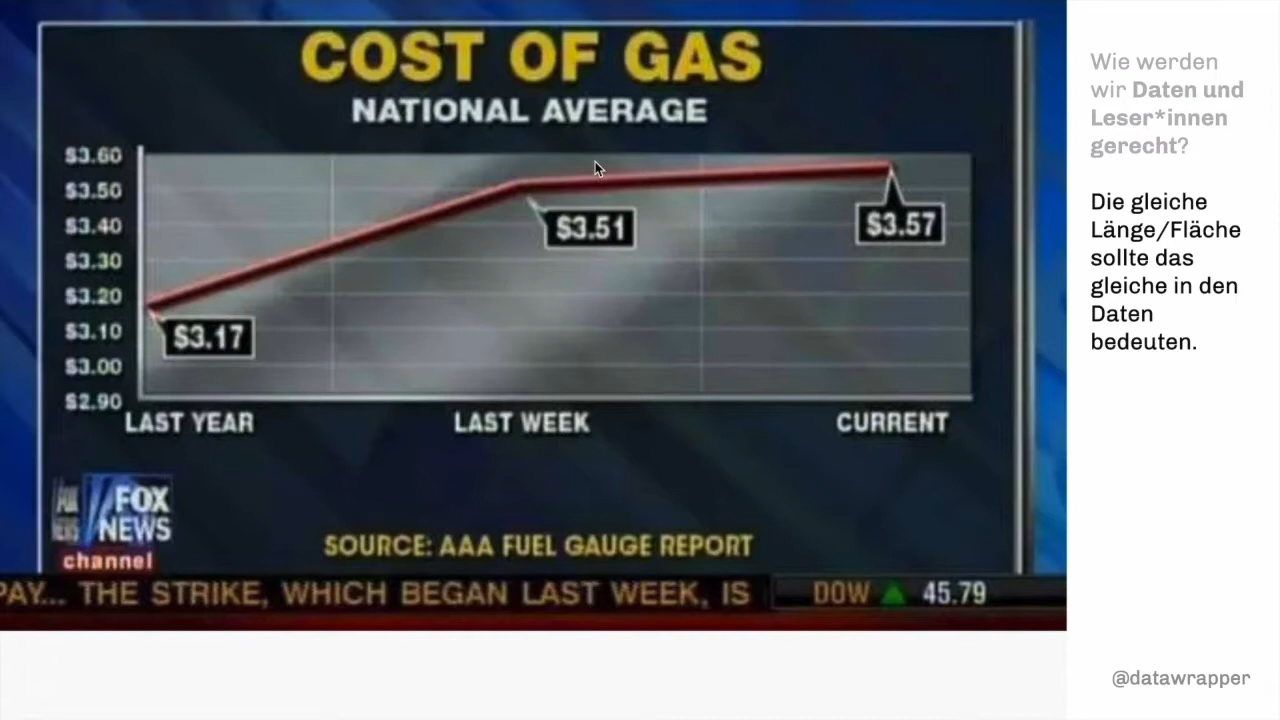 COST OF GAS
NATIONAL AVERAGE
$3.60
$3.50
$3.40
$3.30
$3.20
$3.10
$3.00
$2.90
$3.17
$3.51
$3.57
LAST YEAR
LAST WEEK
CURRENT
FOX
NEWS
FOX
NEWS
channel
SOURCE: AAA FUEL GAUGE REPORT
PAY... THE STRIKE, WHICH BEGAN LAST WEEK, IS
DOW ▲ 45.79
Wie werden
wir Daten und
Leser*innen
gerecht?
Die gleiche
Länge/Fläche
sollte das
gleiche in den
Daten
bedeuten.
@datawrapper